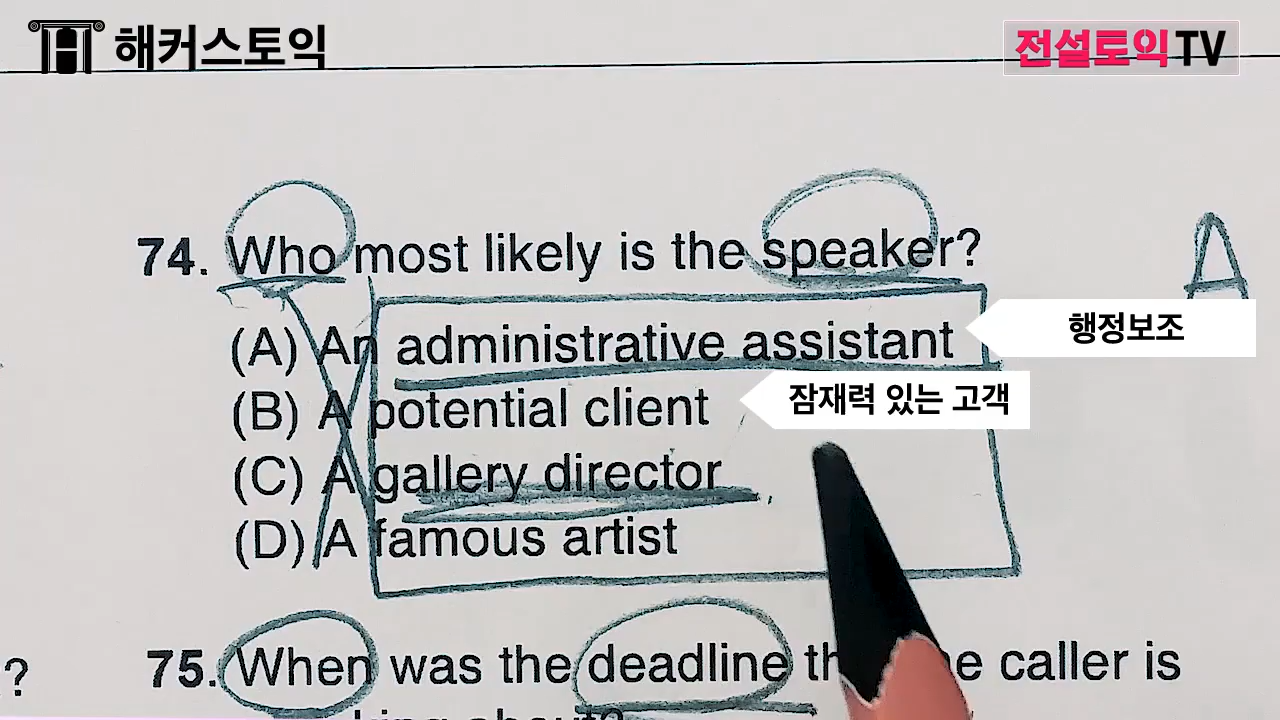 해커스토익
전설토익TV
74. Who most likely is the speaker?
A
(A) An administrative assistant
행정보조
(B) A potential client
잠재력 있는 고객
(C) A gallery director
(D) A famous artist
?
75. When was the deadline the caller is
about?